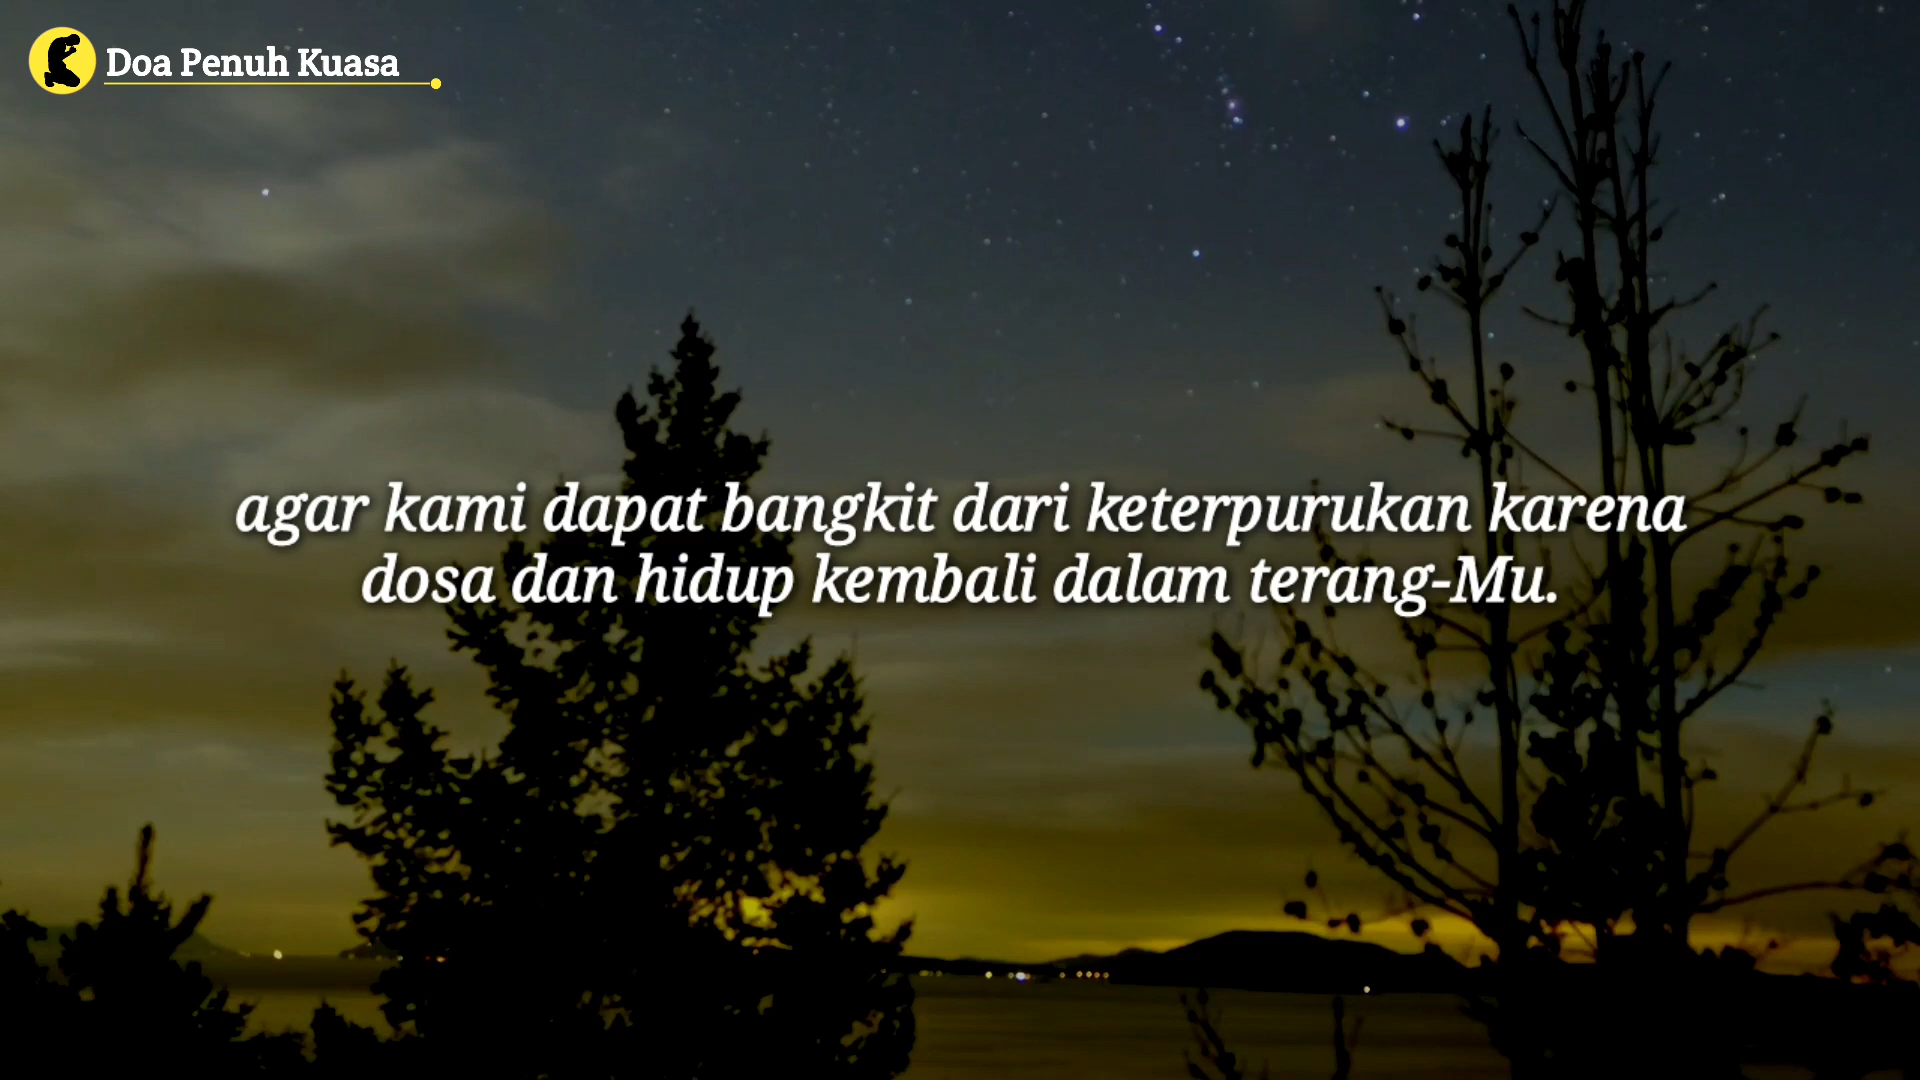 Doa Penuh Kuasa
agar kami dapat bangkit dari keterpurukan karena
dosa dan hidup kembali dalam terang-Mu.